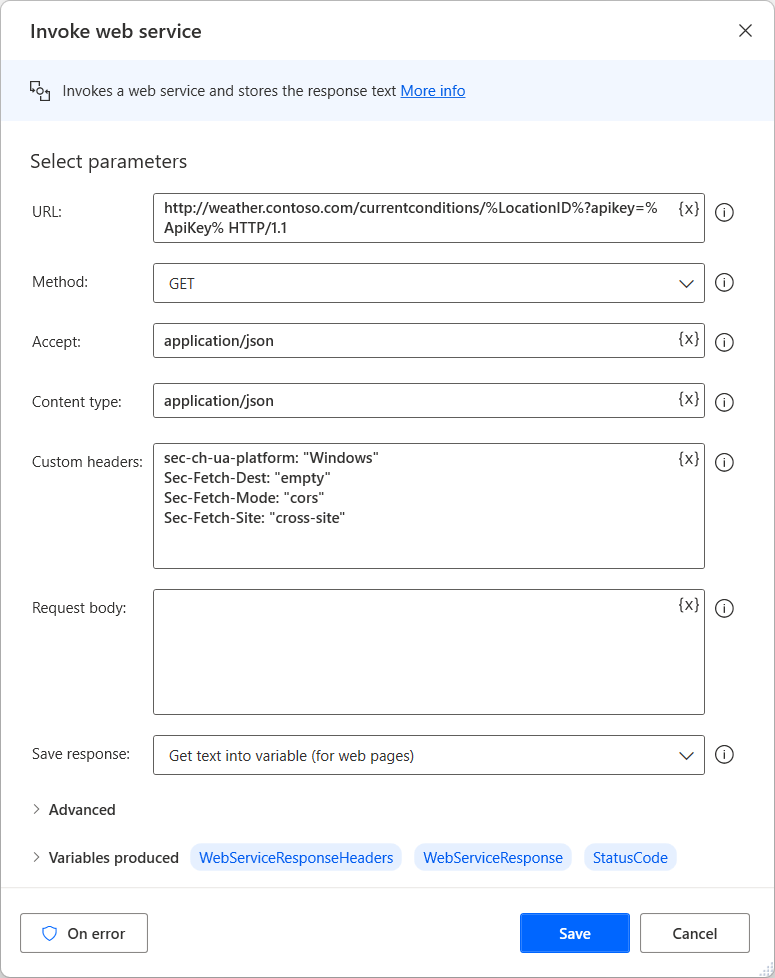 Invoke web service
Invokes a web service and stores the response text More info
Select parameters
URL:
http://weather.contoso.com/currentconditions/%LocationID%?apikey=%
ApiKey% HTTP/1.1
{x}
Method:
GET
Accept:
application/json
{x}
Content type:
application/json
{x}
Custom headers:
sec-ch-ua-platform: "Windows"
Sec-Fetch-Dest: "empty"
Sec-Fetch-Mode: "cors"
Sec-Fetch-Site: "cross-site"
{x}
Request body:
{x}
Save response:
Get text into variable (for web pages)
Advanced
Variables produced WebServiceResponseHeaders WebServiceResponse StatusCode
On error Save Cancel